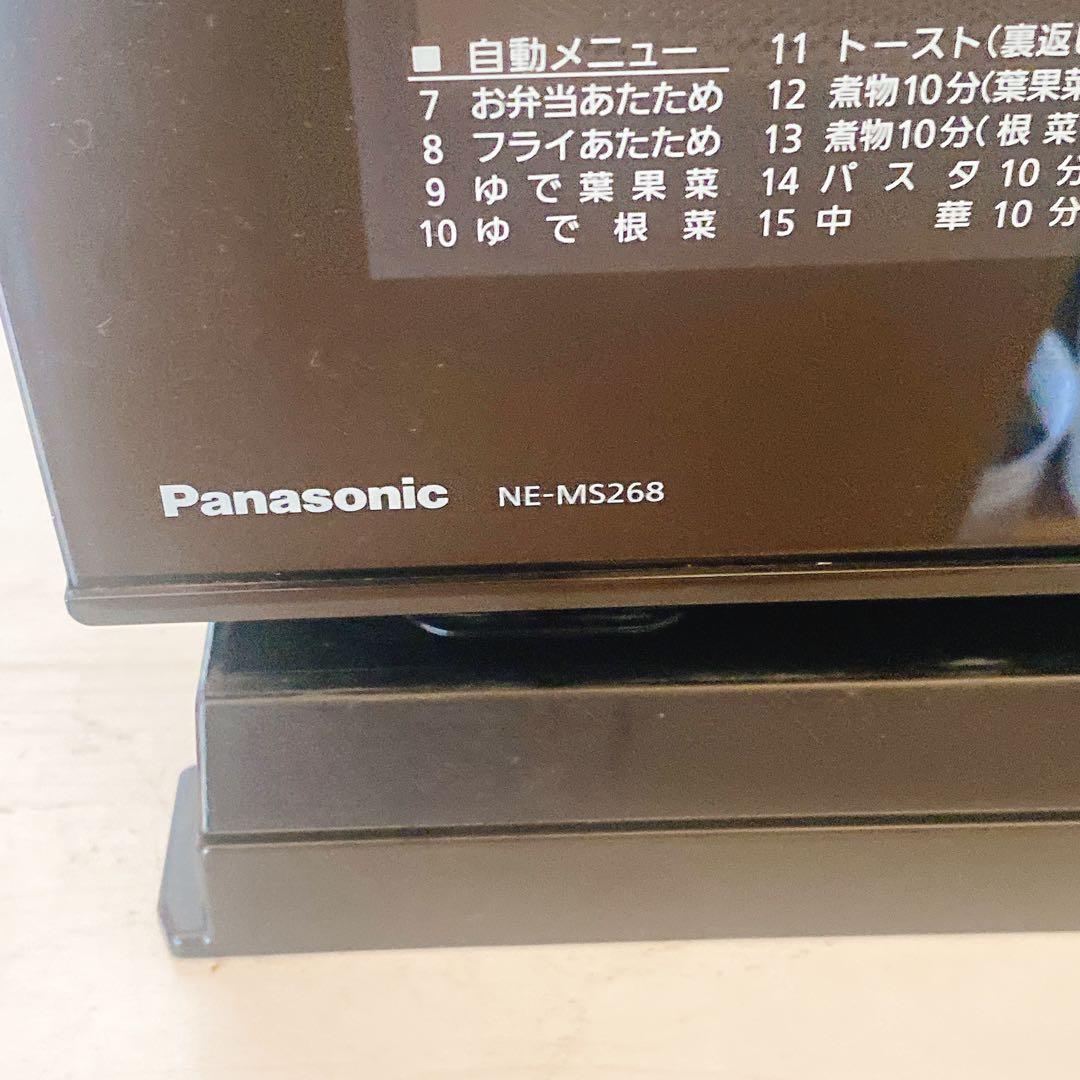 ■ 自動メニュー
7 お弁当あたため
8 フライあたため
9 ゆで葉果菜
10 ゆで根菜
11 トースト(裏返し
12 煮物10分(葉果菜
13 煮物10分(根菜
14 パスタ10分
15 中華10分
Panasonic NE-MS268